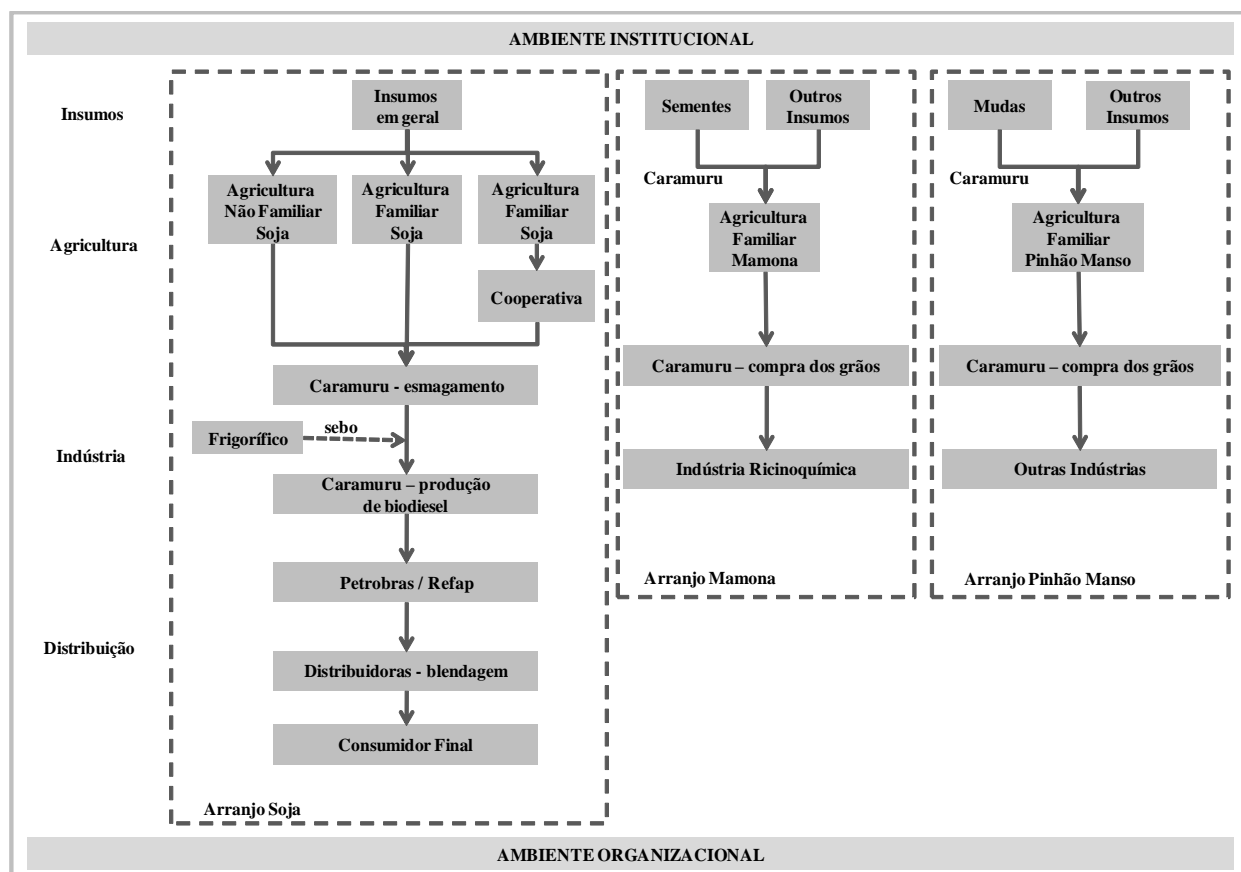 AMBIENTE INSTITUCIONAL
Insumos
Insumos
em geral
Sementes
Outros
Insumos
Mudas
Outros
Insumos
Caramuru
Caramuru
Agricultura
Agricultura
Não Familiar
Soja
Agricultura
Familiar
Soja
Agricultura
Familiar
Soja
Agricultura
Familiar
Mamona
Agricultura
Familiar
Pinhão Manso
Cooperativa
Caramuru - esmagamento
Caramuru – compra dos grãos
Caramuru – compra dos grãos
Indústria
Frigorífico
sebo
Caramuru – produção
de biodiesel
Indústria Ricinoquímica
Outras Indústrias
Petrobras / Refap
Arranjo Mamona
Arranjo Pinhão Manso
Distribuição
Distribuidoras - blendagem
Consumidor Final
Arranjo Soja
AMBIENTE ORGANIZACIONAL